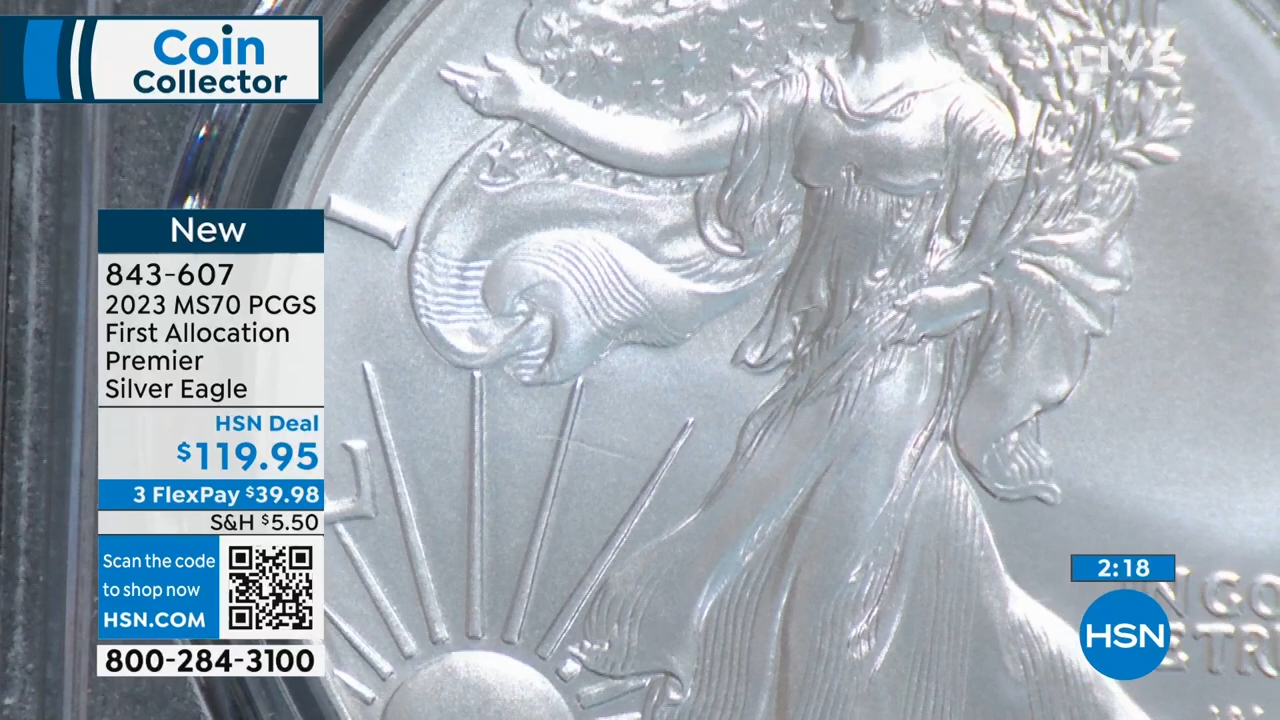 Coin
Collector
LIVE
New
843-607
2023 MS70 PCGS
First Allocation
Premier
Silver Eagle
HSN Deal
$119.95
3 FlexPay $39.98
S&H $5.50
Scan the code
to shop now
HSN.COM
800-284-3100
2:18
HSN
N GO
ETR